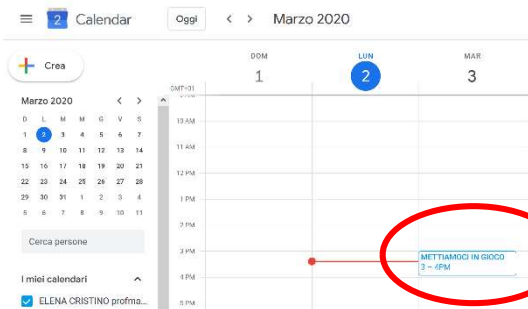 2 Calendar Oggi < > Marzo 2020
Crea
DOM LUN MAR
1 2 3
GMT+01
Marzo 2020 < >
D L M M G V S
1 2 3 4 5 6 7
8 9 10 11 12 13 14
15 16 17 18 19 20 21
22 23 24 25 26 27 28
29 30 31 1 2 3 4
5 6 7 8 9 10 11
10 AM
11 AM
12 PM
1 PM
2 PM
3 PM
4 PM
5 PM
METTIAMOCI IN GIOCO
3 – 4PM
Cerca persone
I miei calendari
ELENA CRISTINO profma...